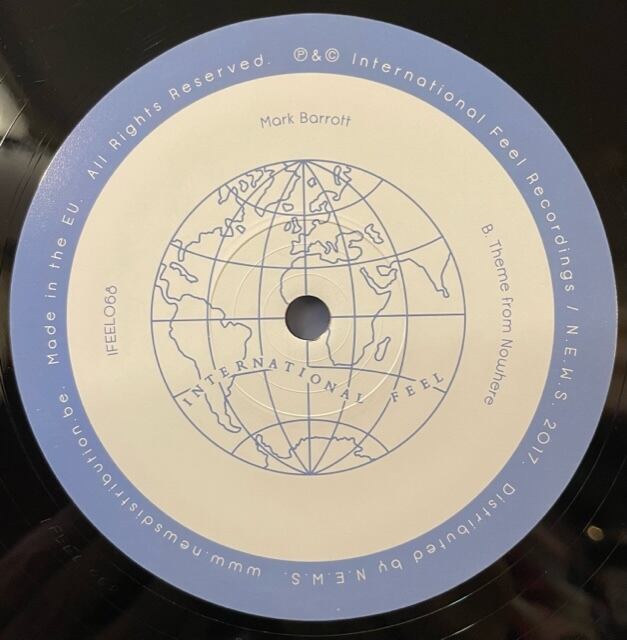 Mark Barrott
B. Theme from Nowhere
IFEEL068
INTERNATIONAL FEEL
℗&© International Feel Recordings / N.E.W.S. 2017. Distributed by N.E.W.S. www.newsdistribution.be. Made in the EU. All Rights Reserved.